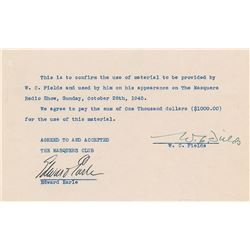 This is to confirm the use of material to be provided by
W. C. Fields and used by him on his appearance on The Masquers
Radio Show, Sunday, October 28th, 1945.
We agree to pay the sum of One Thousand dollars ($1000.00)
for the use of this material.
W. C. Fields
W. C. Fields
AGREED TO AND ACCEPTED
THE MASQUERS CLUB
Edward Earle
Edward Earle